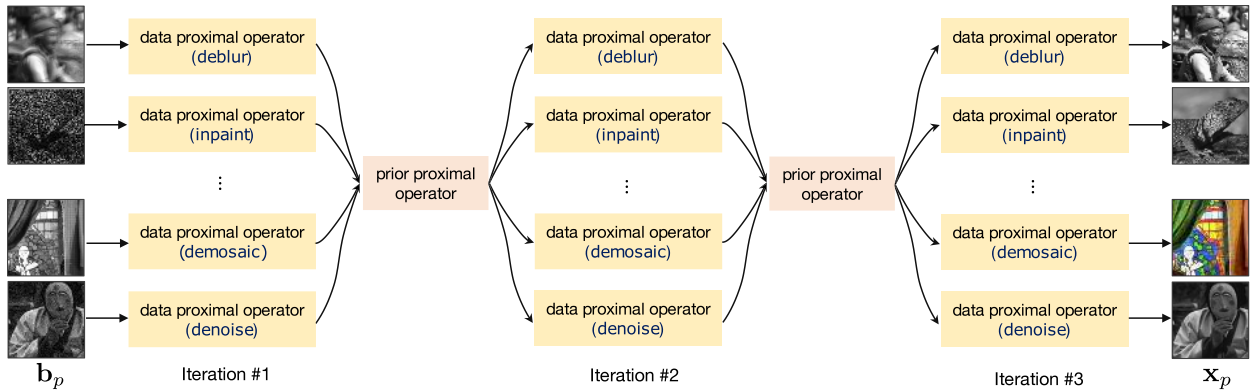 data proximal operator
(deblur)
data proximal operator
(inpaint)
⋮
data proximal operator
(demosaic)
data proximal operator
(denoise)
prior proximal
operator
data proximal operator
(deblur)
data proximal operator
(inpaint)
⋮
data proximal operator
(demosaic)
data proximal operator
(denoise)
prior proximal
operator
data proximal operator
(deblur)
data proximal operator
(inpaint)
⋮
data proximal operator
(demosaic)
data proximal operator
(denoise)
b_p
Iteration #1
Iteration #2
Iteration #3
x_p